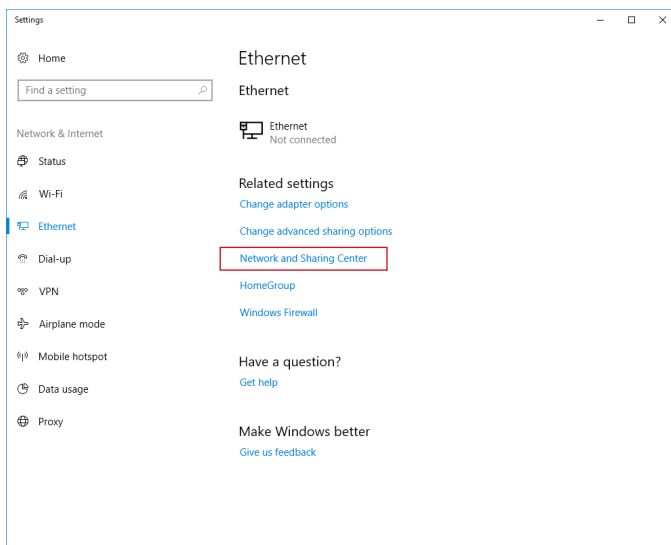 Settings
Home
Find a setting
Network & Internet
Status
Wi-Fi
Ethernet
Dial-up
VPN
Airplane mode
Mobile hotspot
Data usage
Proxy
Ethernet
Ethernet
Ethernet
Not connected
Related settings
Change adapter options
Change advanced sharing options
Network and Sharing Center
HomeGroup
Windows Firewall
Have a question?
Get help
Make Windows better
Give us feedback